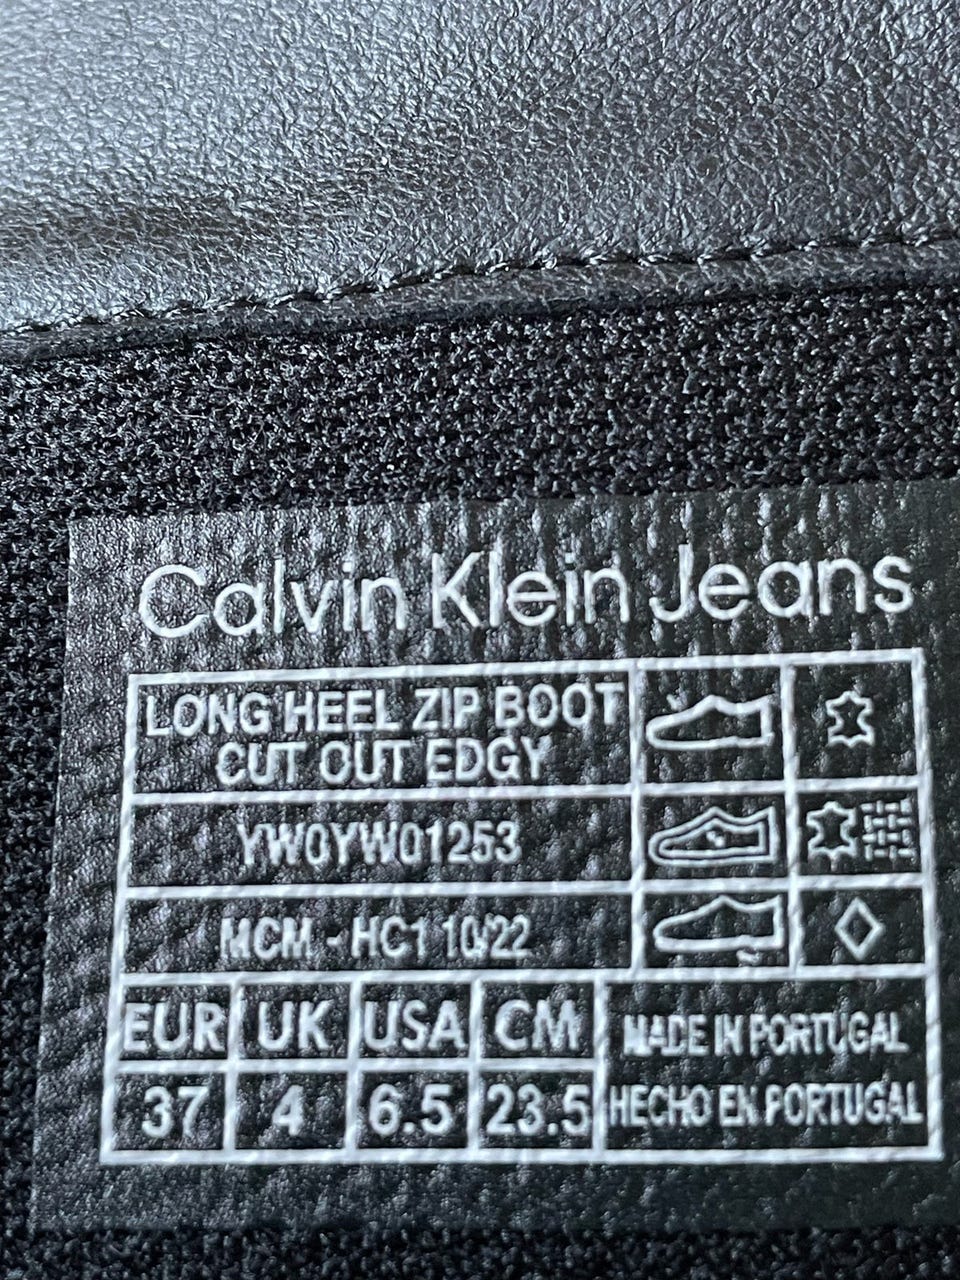 Calvin Klein Jeans
LONG HEEL ZIP BOOT
CUT OUT EDGY
YW0YW01253
MCM - HC1 10/22
EUR UK USA CM
37 4 6.5 23.5
MADE IN PORTUGAL
HECHO EN PORTUGAL